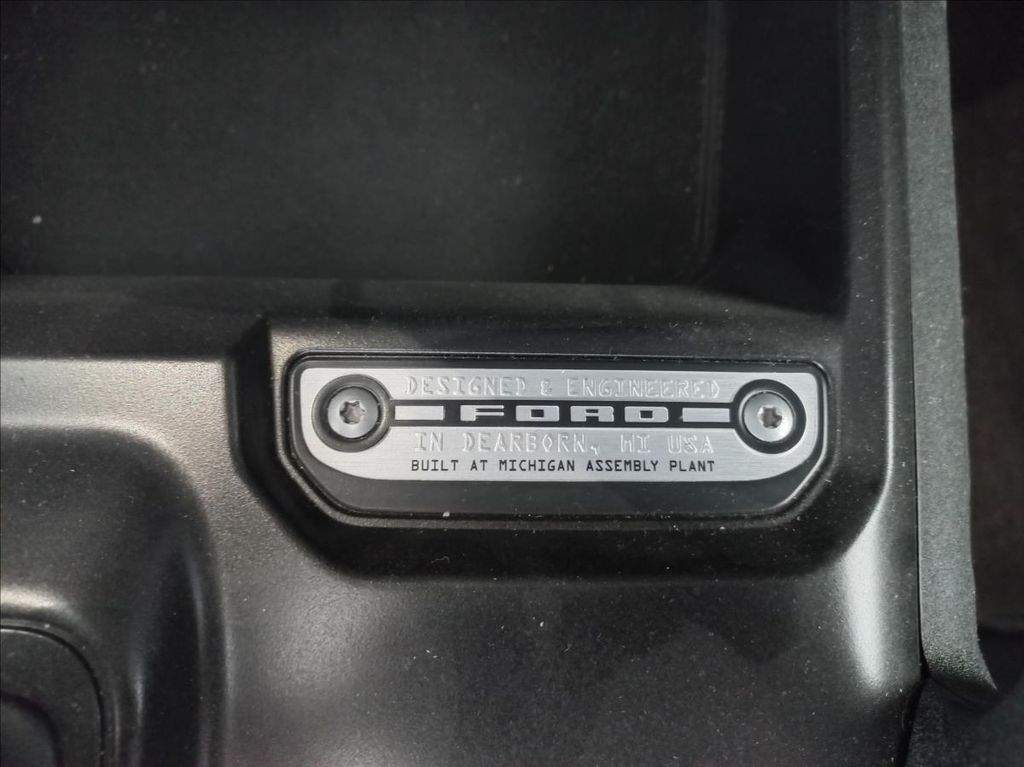 DESIGNED & ENGINEERED
FORD
IN DEARBORN, MI USA
BUILT AT MICHIGAN ASSEMBLY PLANT